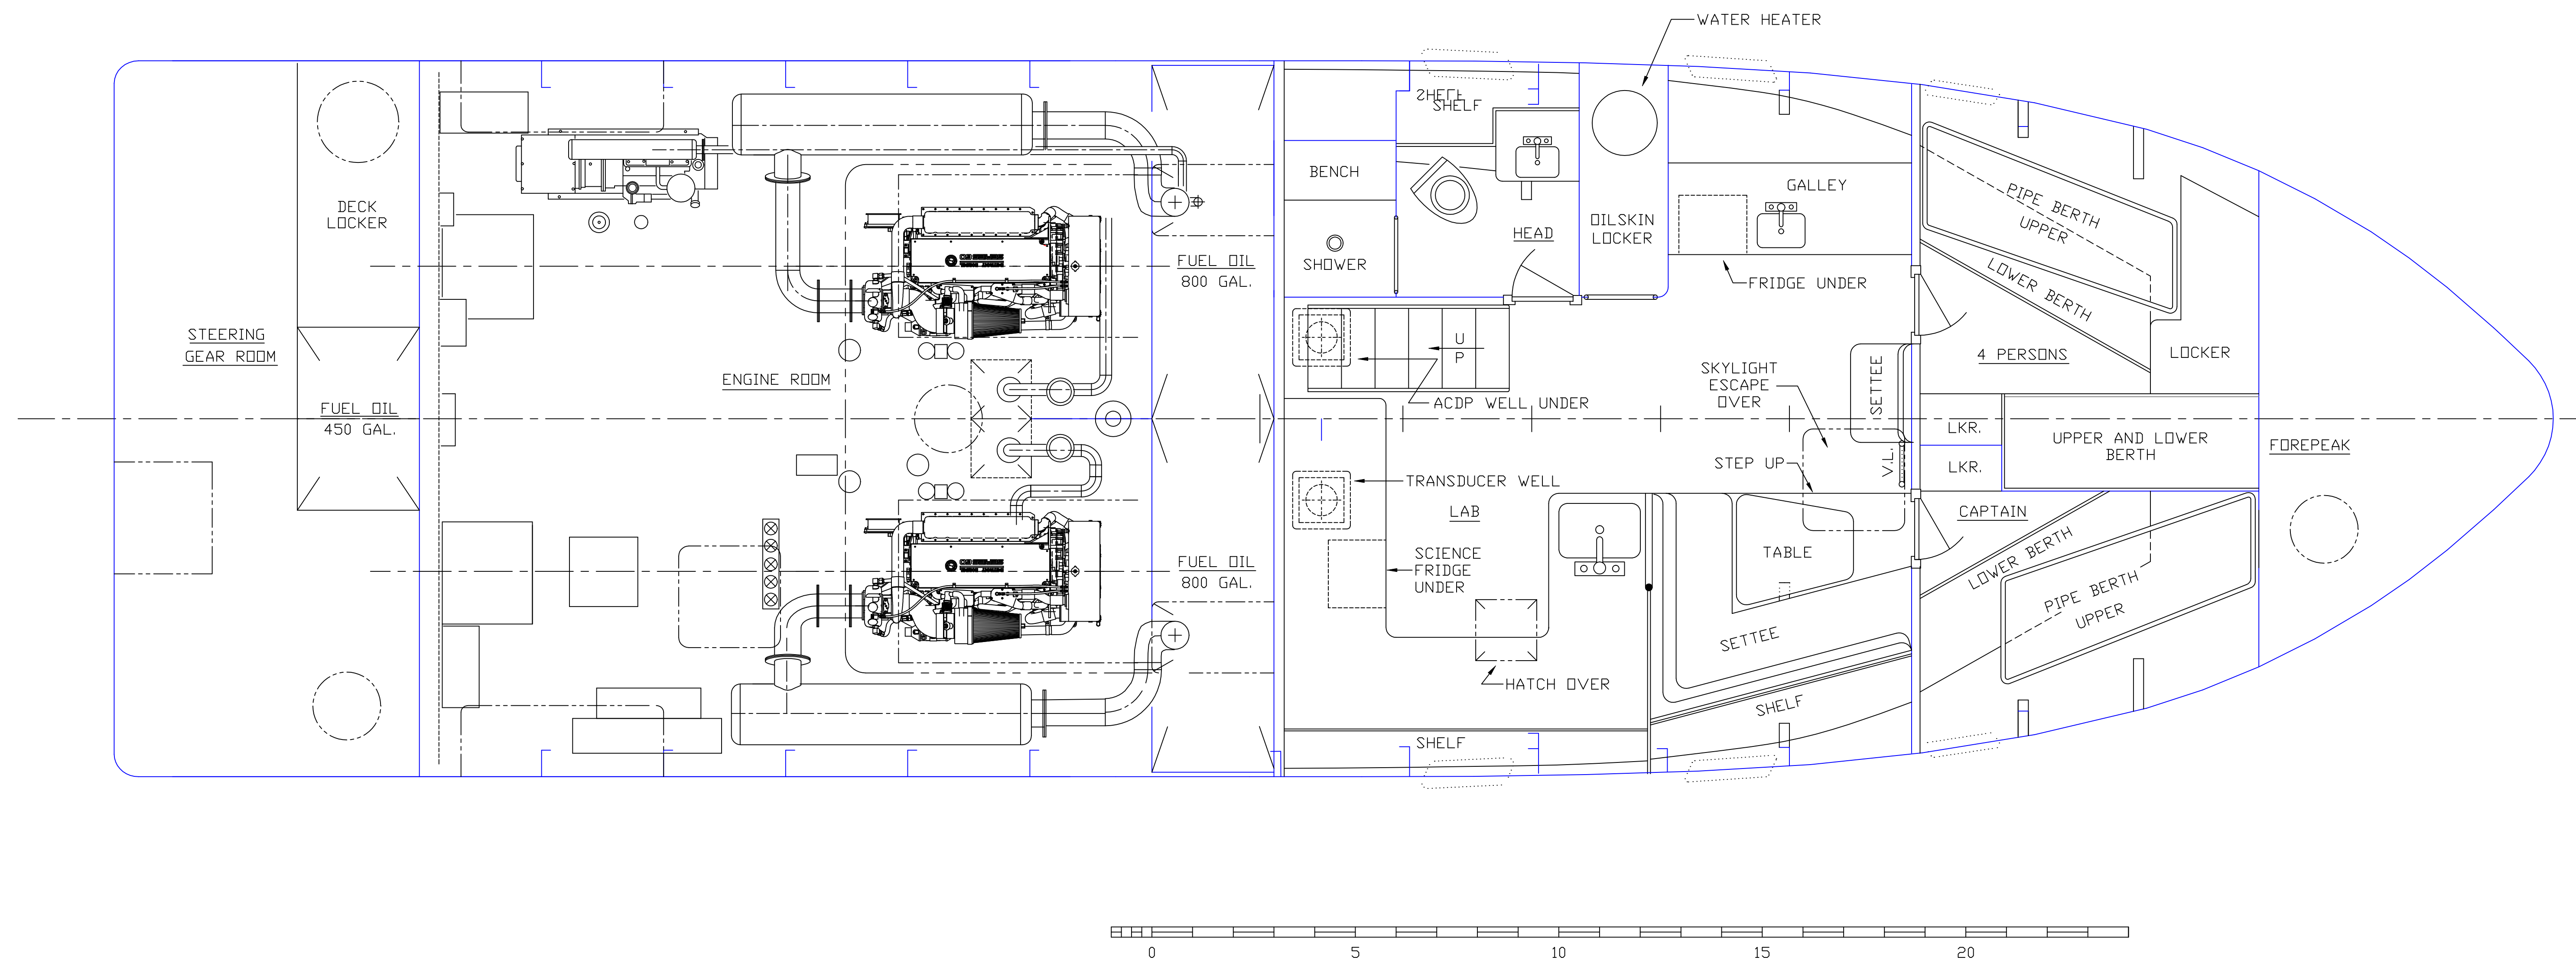 WATER HEATER
SHELF
SHELF
BENCH
GALLEY
PIPE BERTH
UPPER
DECK
LOCKER
OILSKIN
LOCKER
HEAD
SHOWER
FUEL OIL
800 GAL.
FRIDGE UNDER
LOWER BERTH
STEERING
GEAR ROOM
U
P
4 PERSONS
LOCKER
ENGINE ROOM
SKYLIGHT
ESCAPE
OVER
SETTEE
FUEL OIL
450 GAL.
ACDP WELL UNDER
LKR.
UPPER AND LOWER
BERTH
FOREPEAK
V.L.
LKR.
STEP UP
TRANSDUCER WELL
LAB
CAPTAIN
FUEL OIL
800 GAL.
SCIENCE
FRIDGE
UNDER
TABLE
LOWER BERTH
PIPE BERTH
UPPER
SETTEE
HATCH OVER
SHELF
SHELF
0 5 10 15 20